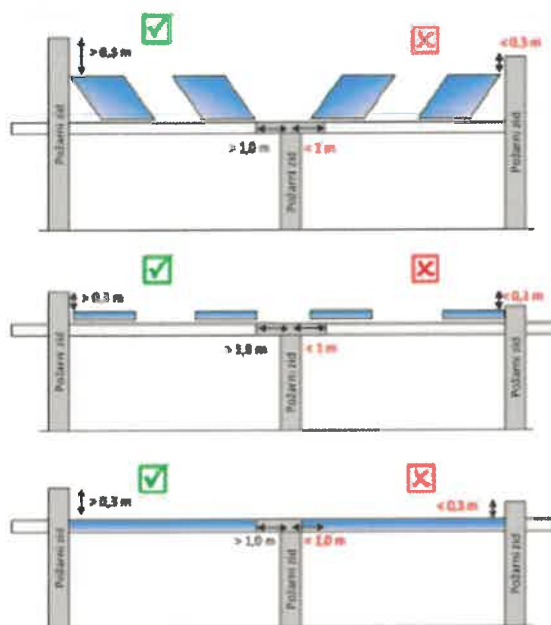 > 0,3 m
< 0,3 m
Požarni zid
> 1,0 m
< 1 m
Požarni zid
Požarni zid
> 0,3 m
< 0,3 m
Požarni zid
> 1,0 m
< 1 m
Požarni zid
Požarni zid
> 0,3 m
< 0,3 m
Požarni zid
> 1,0 m
< 1,0 m
Požarni zid
Požarni zid